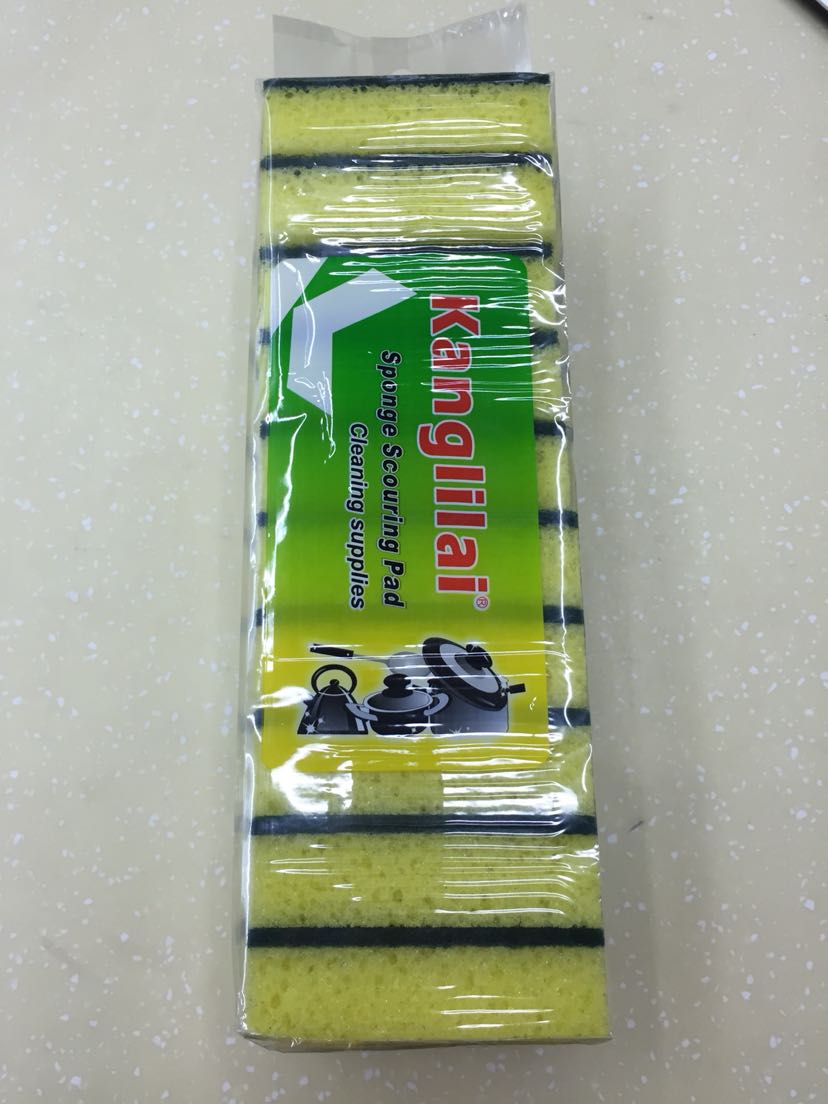 Kanglilai®
Sponge Scouring Pad
Cleaning supplies